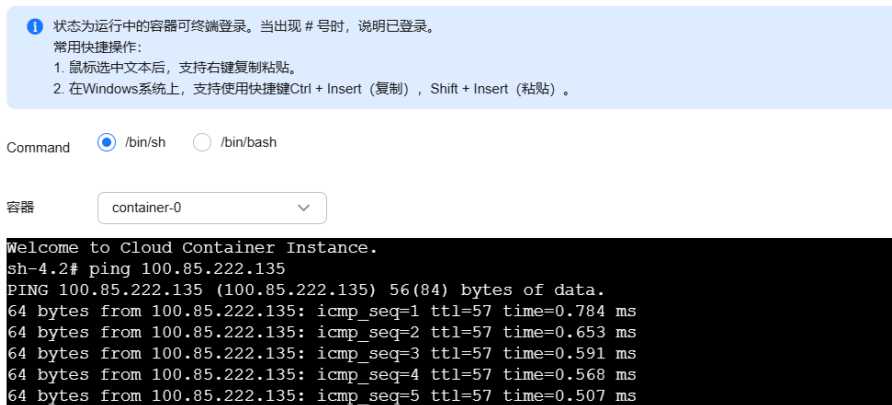 状态为运行中的容器可终端登录。当出现 # 号时，说明已登录。
常用快捷操作：
1. 鼠标选中文本后，支持右键复制粘贴。
2. 在Windows系统上，支持使用快捷键Ctrl + Insert（复制），Shift + Insert（粘贴）。
Command /bin/sh /bin/bash
容器 container-0
Welcome to Cloud Container Instance.
sh-4.2# ping 100.85.222.135
PING 100.85.222.135 (100.85.222.135) 56(84) bytes of data.
64 bytes from 100.85.222.135: icmp_seq=1 ttl=57 time=0.784 ms
64 bytes from 100.85.222.135: icmp_seq=2 ttl=57 time=0.653 ms
64 bytes from 100.85.222.135: icmp_seq=3 ttl=57 time=0.591 ms
64 bytes from 100.85.222.135: icmp_seq=4 ttl=57 time=0.568 ms
64 bytes from 100.85.222.135: icmp_seq=5 ttl=57 time=0.507 ms